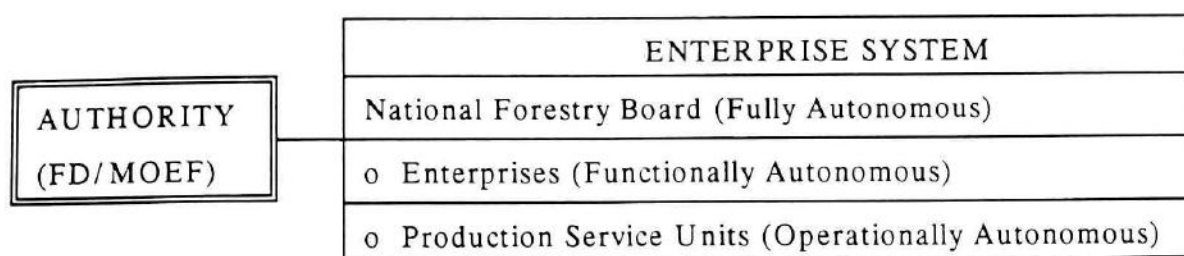 AUTHORITY
(FD/MOEF)
ENTERPRISE SYSTEM
National Forestry Board (Fully Autonomous)
o Enterprises (Functionally Autonomous)
o Production Service Units (Operationally Autonomous)